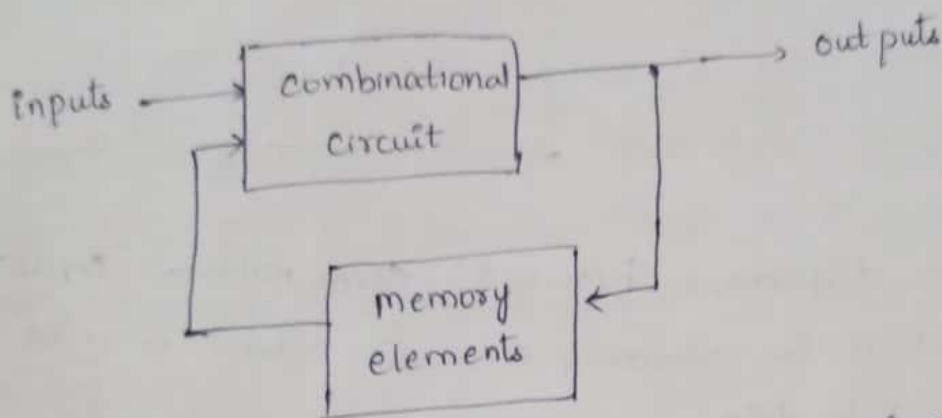 inputs
combinational
circuit
outputs
memory
elements